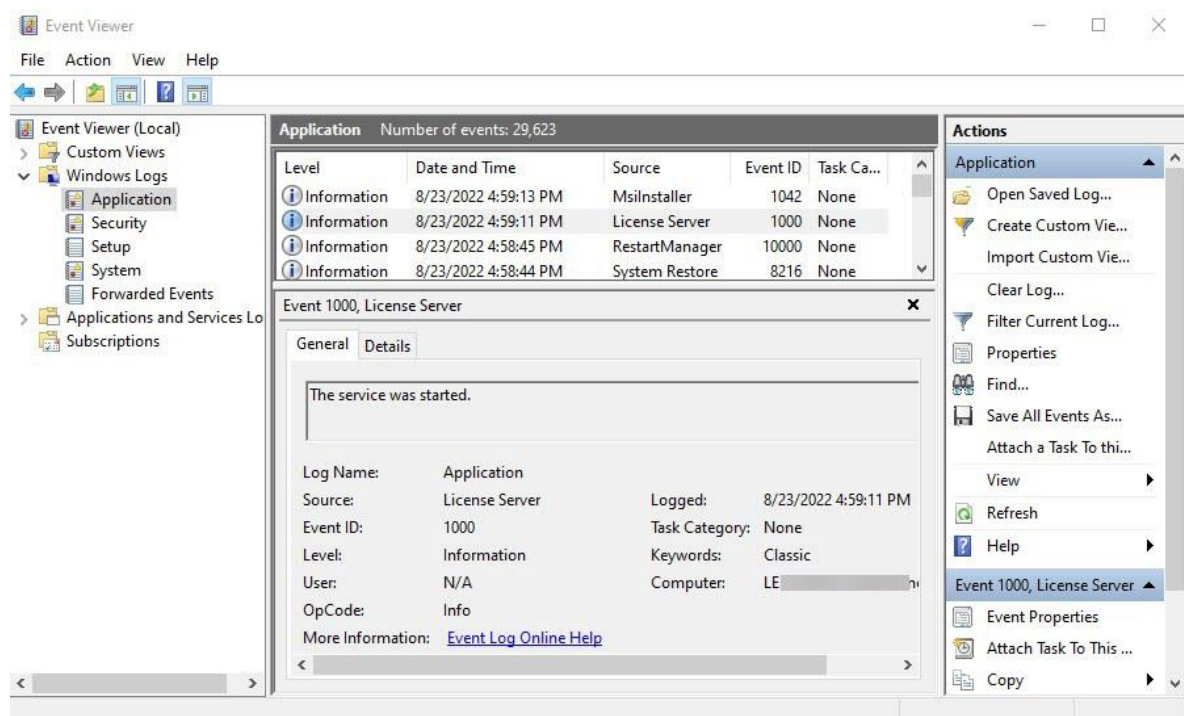 Event Viewer
File Action View Help
Event Viewer (Local)
Custom Views
Windows Logs
Application
Security
Setup
System
Forwarded Events
Applications and Services Lo
Subscriptions
Application Number of events: 29,623
Level Date and Time Source Event ID Task Ca...
Information 8/23/2022 4:59:13 PM MsiInstaller 1042 None
Information 8/23/2022 4:59:11 PM License Server 1000 None
Information 8/23/2022 4:58:45 PM RestartManager 10000 None
Information 8/23/2022 4:58:44 PM System Restore 8216 None
Event 1000, License Server
General Details
The service was started.
Log Name: Application
Source: License Server Logged: 8/23/2022 4:59:11 PM
Event ID: 1000 Task Category: None
Level: Information Keywords: Classic
User: N/A Computer: LE
OpCode: Info
More Information: Event Log Online Help
Actions
Application
Open Saved Log...
Create Custom Vie...
Import Custom Vie...
Clear Log...
Filter Current Log...
Properties
Find...
Save All Events As...
Attach a Task To thi...
View
Refresh
Help
Event 1000, License Server
Event Properties
Attach Task To This ...
Copy